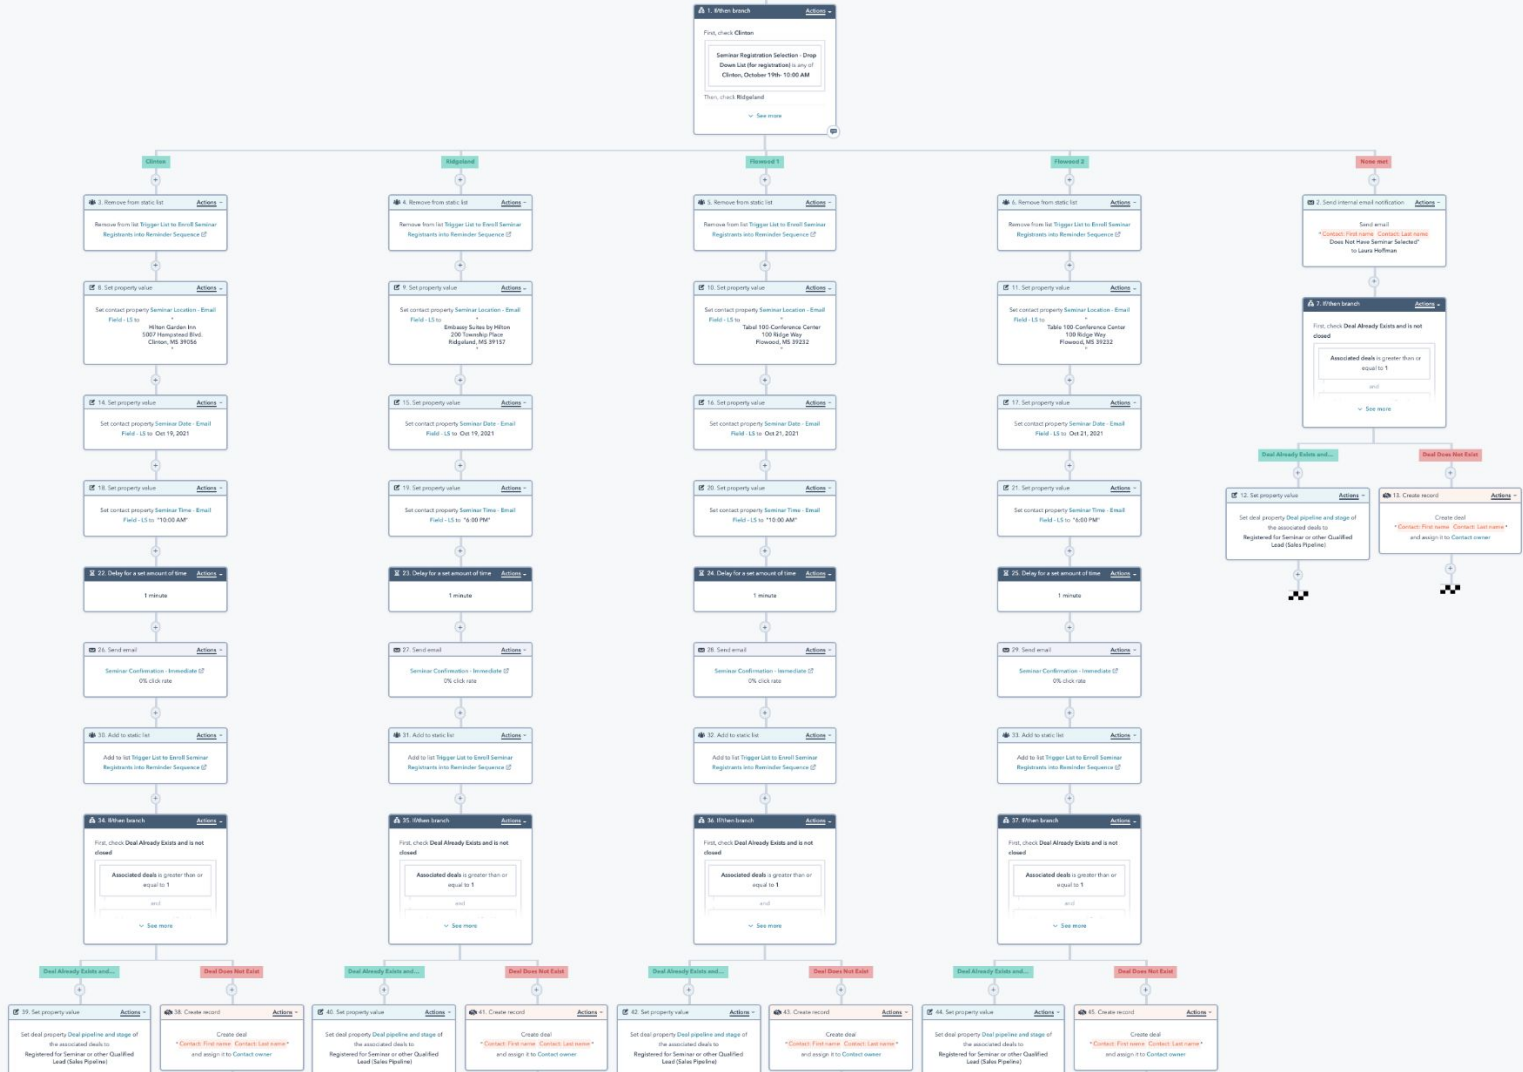 1. If/then branch Actions
First, check Clinton
Seminar Registration Selection - Drop
Down List (for registration) is any of
Clinton, October 19th- 10:00 AM
Then, check Ridgeland
See more
Clinton
Ridgeland
Flowood 1
Flowood 2
None met
3. Remove from static list Actions
Remove from list Trigger List to Enroll Seminar
Registrants into Reminder Sequence
4. Remove from static list Actions
Remove from list Trigger List to Enroll Seminar
Registrants into Reminder Sequence
5. Remove from static list Actions
Remove from list Trigger List to Enroll Seminar
Registrants into Reminder Sequence
6. Remove from static list Actions
Remove from list Trigger List to Enroll Seminar
Registrants into Reminder Sequence
2. Send internal email notification Actions
Send email
"Contact: First name Contact: Last name
Does Not Have Seminar Selected"
to Laura Hoffman
8. Set property value Actions
Set contact property Seminar Location - Email
Field - LS to "
Hilton Garden Inn
5007 Hampstead Blvd.
Clinton, MS 39056
"
9. Set property value Actions
Set contact property Seminar Location - Email
Field - LS to "
Embassy Suites by Hilton
200 Township Place
Ridgeland, MS 39157
"
10. Set property value Actions
Set contact property Seminar Location - Email
Field - LS to "
Tabel 100 Conference Center
100 Ridge Way
Flowood, MS 39232
"
11. Set property value Actions
Set contact property Seminar Location - Email
Field - LS to "
Table 100 Conference Center
100 Ridge Way
Flowood, MS 39232
"
7. If/then branch Actions
First, check Deal Already Exists and is not
closed
Associated deals is greater than or
equal to 1
and
See more
14. Set property value Actions
Set contact property Seminar Date - Email
Field - LS to Oct 19, 2021
15. Set property value Actions
Set contact property Seminar Date - Email
Field - LS to Oct 19, 2021
16. Set property value Actions
Set contact property Seminar Date - Email
Field - LS to Oct 21, 2021
17. Set property value Actions
Set contact property Seminar Date - Email
Field - LS to Oct 21, 2021
Deal Already Exists and...
Deal Does Not Exist
18. Set property value Actions
Set contact property Seminar Time - Email
Field - LS to "10:00 AM"
19. Set property value Actions
Set contact property Seminar Time - Email
Field - LS to "6:00 PM"
20. Set property value Actions
Set contact property Seminar Time - Email
Field - LS to "10:00 AM"
21. Set property value Actions
Set contact property Seminar Time - Email
Field - LS to "6:00 PM"
12. Set property value Actions
Set deal property Deal pipeline and stage of
the associated deals to
Registered for Seminar or other Qualified
Lead (Sales Pipeline)
13. Create record Actions
Create deal
"Contact: First name Contact: Last name"
and assign it to Contact owner
22. Delay for a set amount of time Actions
1 minute
23. Delay for a set amount of time Actions
1 minute
24. Delay for a set amount of time Actions
1 minute
25. Delay for a set amount of time Actions
1 minute
26. Send email Actions
Seminar Confirmation - Immediate
0% click rate
27. Send email Actions
Seminar Confirmation - Immediate
0% click rate
28. Send email Actions
Seminar Confirmation - Immediate
0% click rate
29. Send email Actions
Seminar Confirmation - Immediate
0% click rate
30. Add to static list Actions
Add to list Trigger List to Enroll Seminar
Registrants into Reminder Sequence
31. Add to static list Actions
Add to list Trigger List to Enroll Seminar
Registrants into Reminder Sequence
32. Add to static list Actions
Add to list Trigger List to Enroll Seminar
Registrants into Reminder Sequence
33. Add to static list Actions
Add to list Trigger List to Enroll Seminar
Registrants into Reminder Sequence
34. If/then branch Actions
First, check Deal Already Exists and is not
closed
Associated deals is greater than or
equal to 1
and
See more
35. If/then branch Actions
First, check Deal Already Exists and is not
closed
Associated deals is greater than or
equal to 1
and
See more
36. If/then branch Actions
First, check Deal Already Exists and is not
closed
Associated deals is greater than or
equal to 1
and
See more
37. If/then branch Actions
First, check Deal Already Exists and is not
closed
Associated deals is greater than or
equal to 1
and
See more
Deal Already Exists and...
Deal Does Not Exist
Deal Already Exists and...
Deal Does Not Exist
Deal Already Exists and...
Deal Does Not Exist
Deal Already Exists and...
Deal Does Not Exist
39. Set property value Actions
Set deal property Deal pipeline and stage of
the associated deals to
Registered for Seminar or other Qualified
Lead (Sales Pipeline)
38. Create record Actions
Create deal
"Contact: First name Contact: Last name"
and assign it to Contact owner
40. Set property value Actions
Set deal property Deal pipeline and stage of
the associated deals to
Registered for Seminar or other Qualified
Lead (Sales Pipeline)
41. Create record Actions
Create deal
"Contact: First name Contact: Last name"
and assign it to Contact owner
42. Set property value Actions
Set deal property Deal pipeline and stage of
the associated deals to
Registered for Seminar or other Qualified
Lead (Sales Pipeline)
43. Create record Actions
Create deal
"Contact: First name Contact: Last name"
and assign it to Contact owner
44. Set property value Actions
Set deal property Deal pipeline and stage of
the associated deals to
Registered for Seminar or other Qualified
Lead (Sales Pipeline)
45. Create record Actions
Create deal
"Contact: First name Contact: Last name"
and assign it to Contact owner